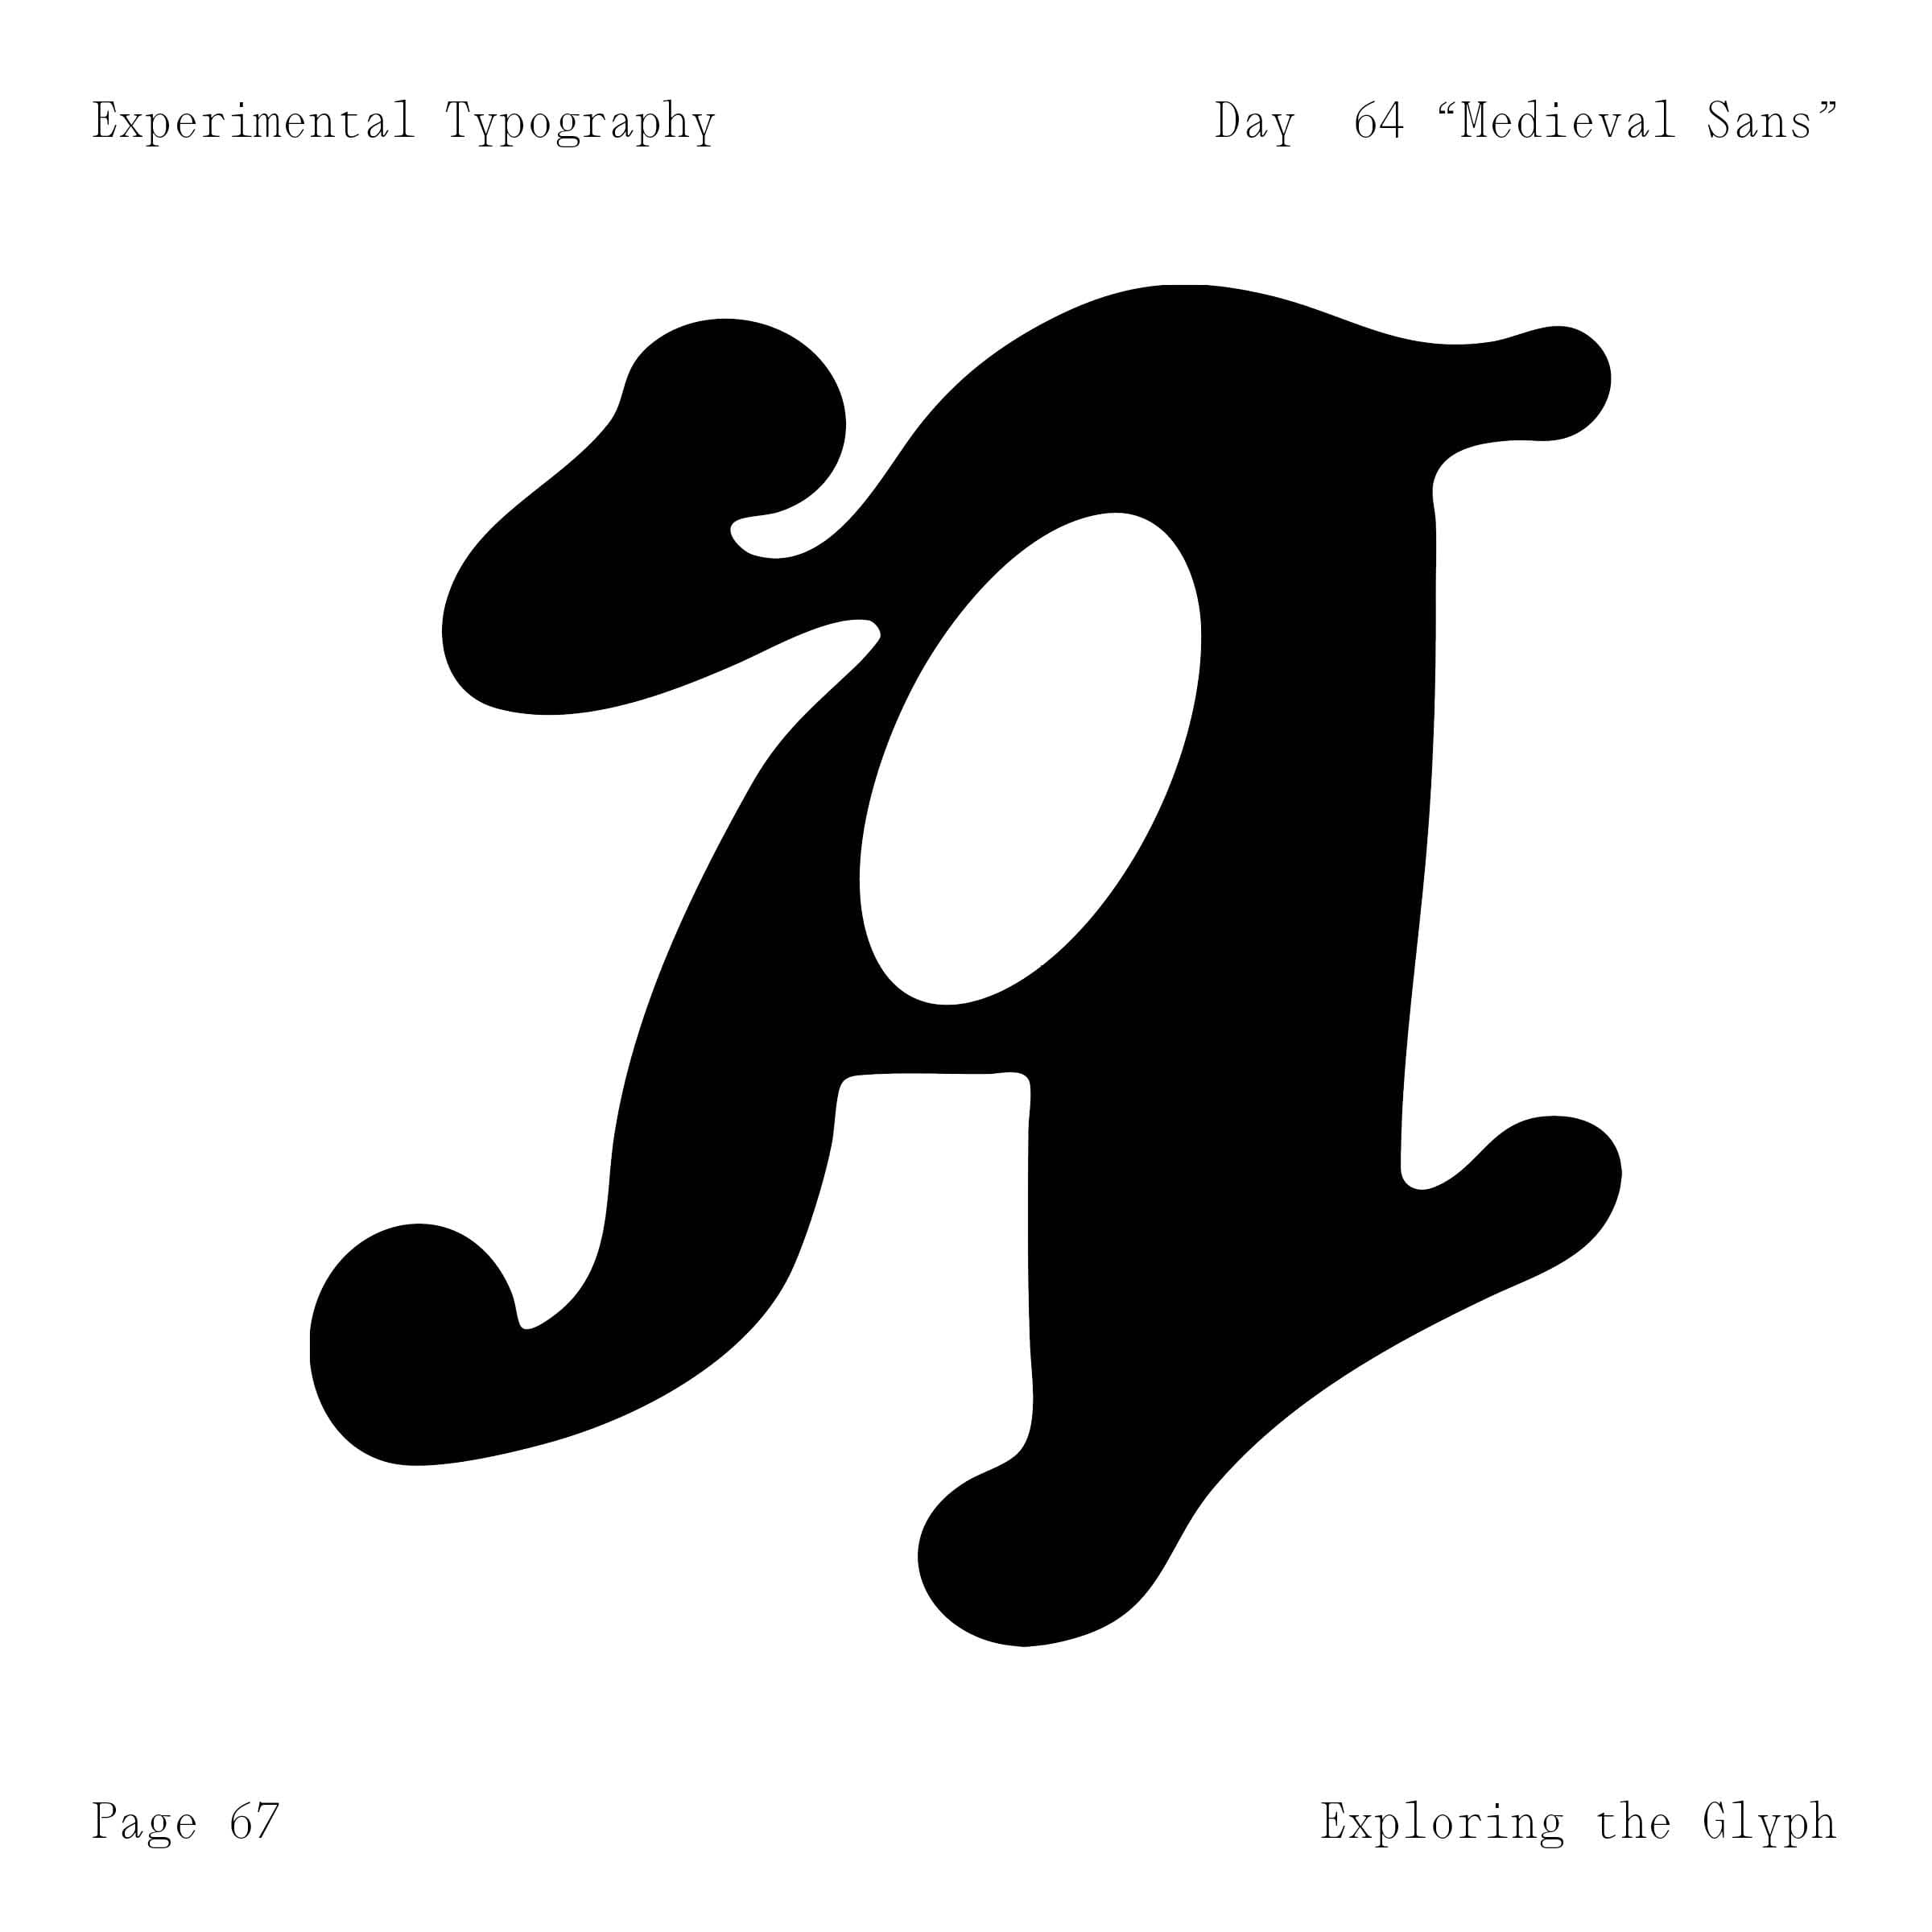 Experimental Typography
Day  64 “Medieval Sans”
A
Page 67
Exploring the Glyph